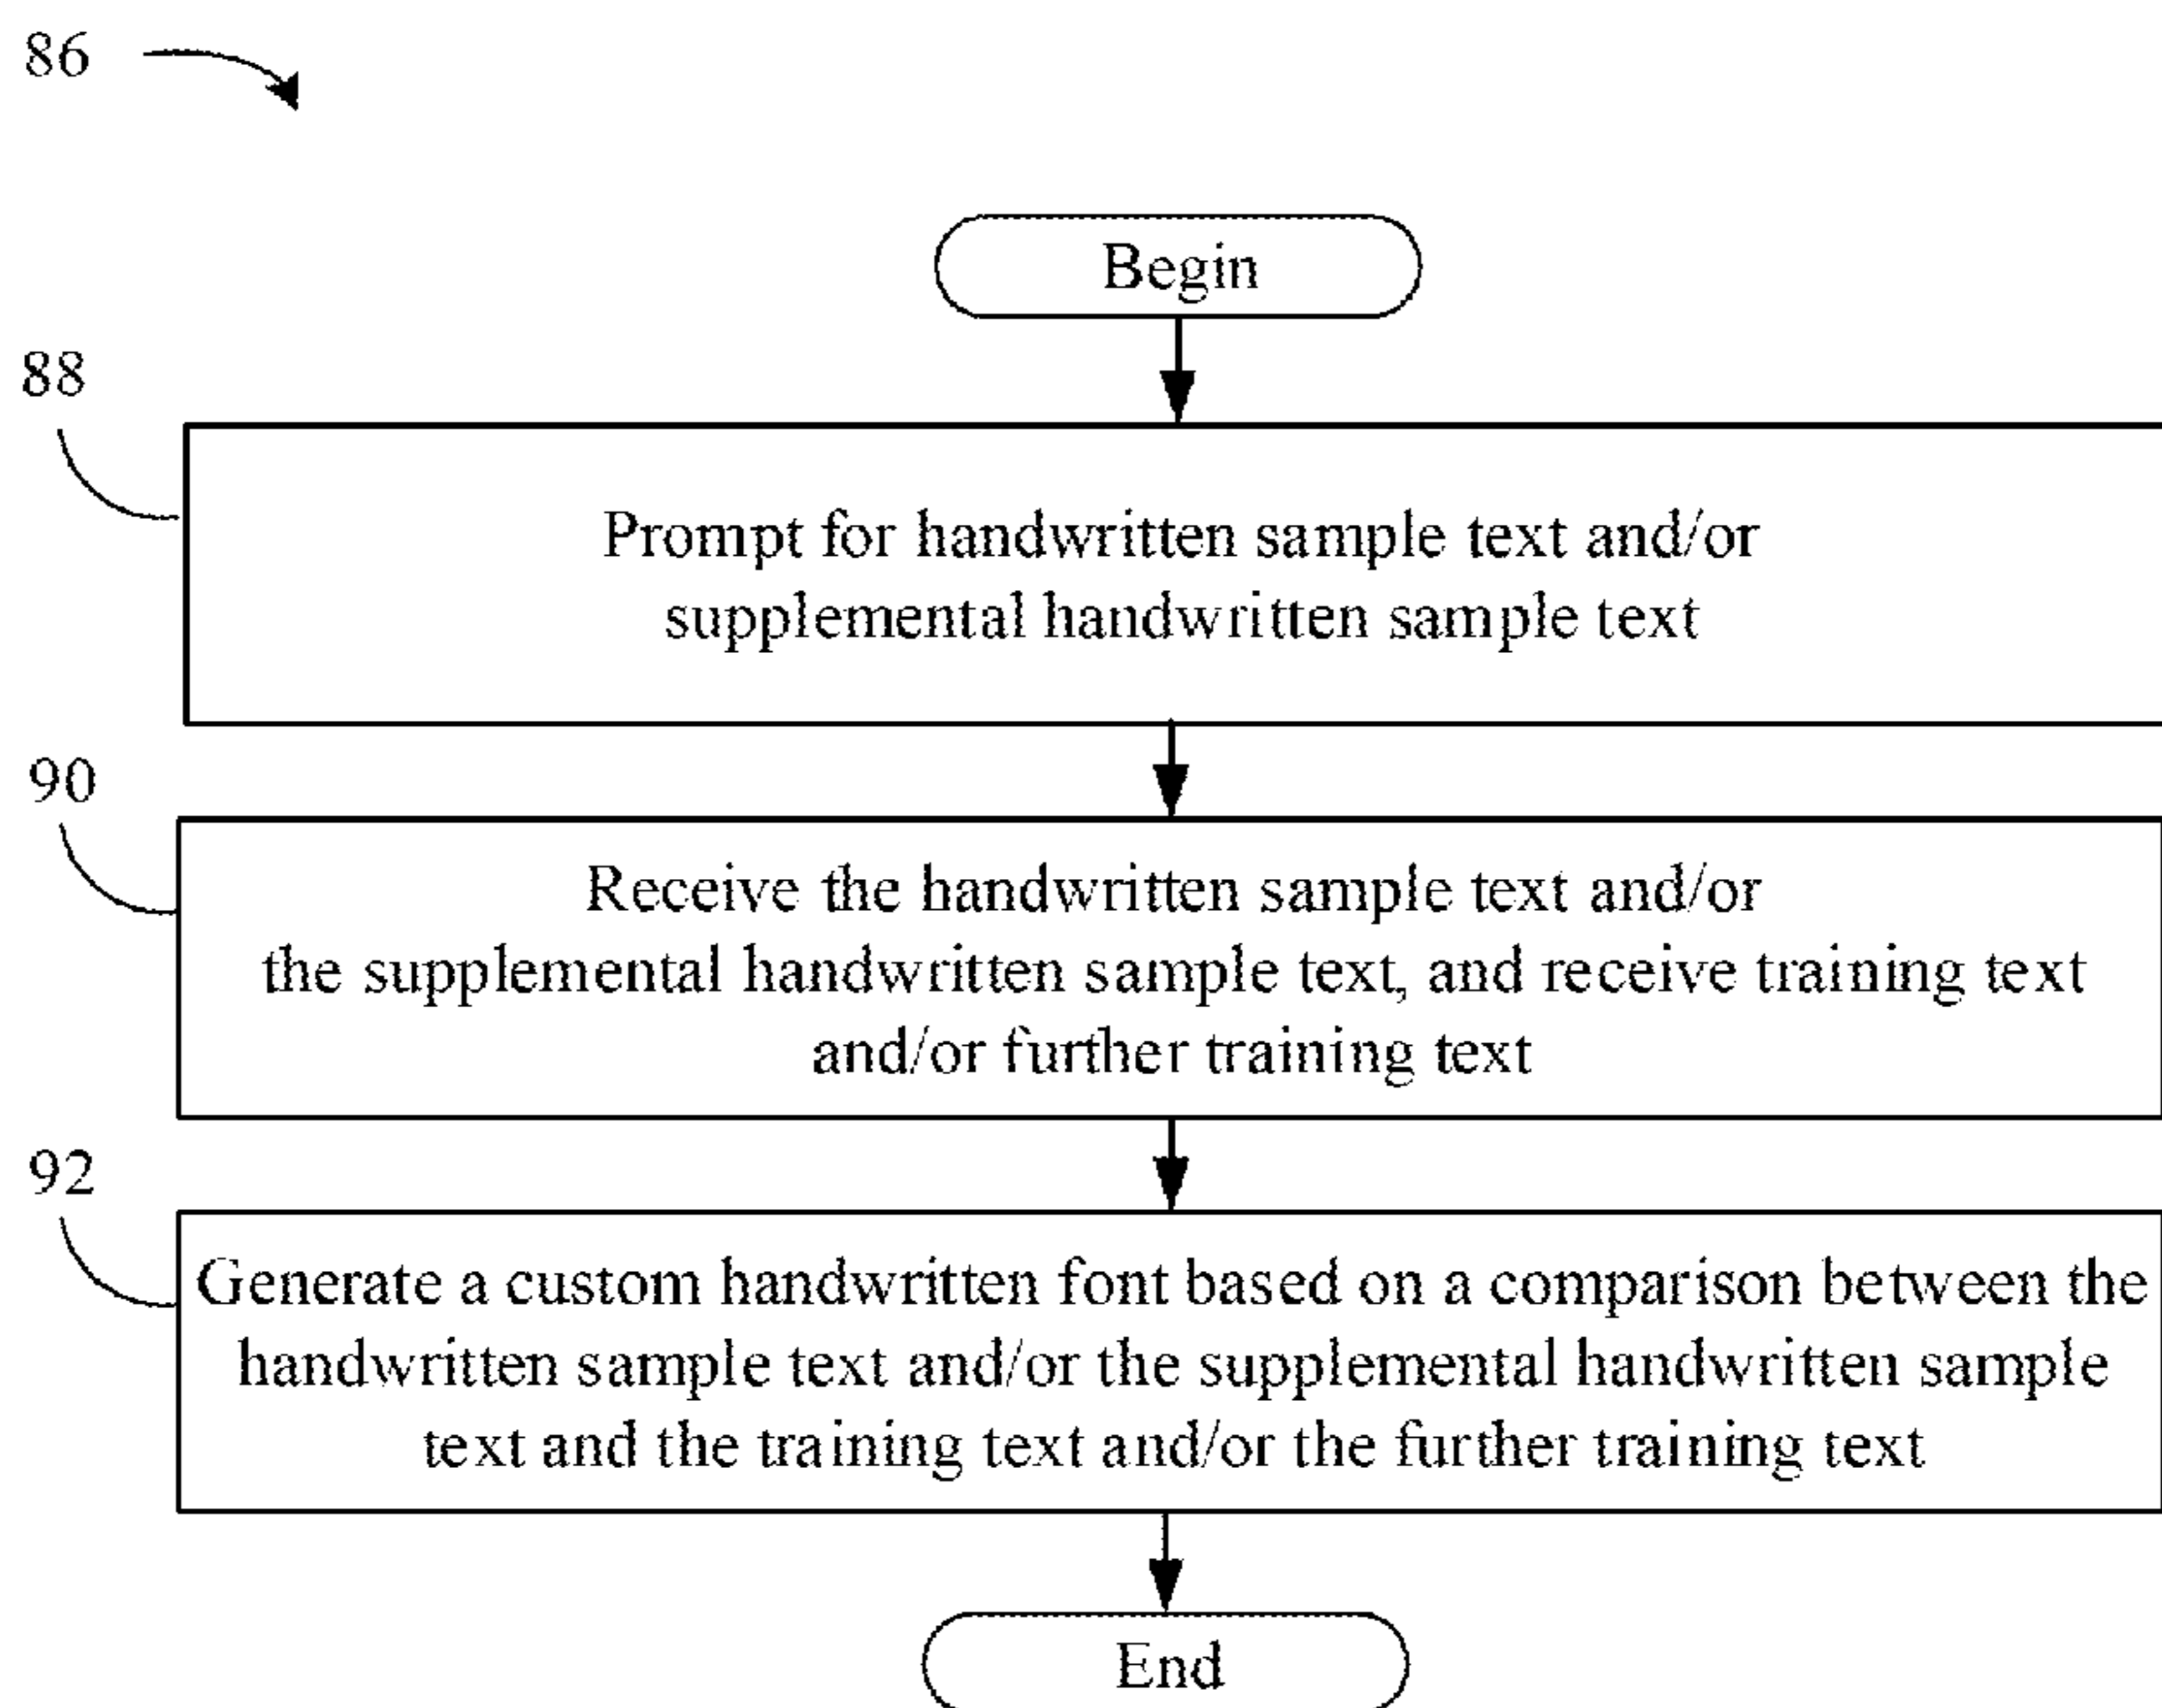 86
Begin
88
Prompt for handwritten sample text and/or
supplemental handwritten sample text
90
Receive the handwritten sample text and/or
the supplemental handwritten sample text, and receive training text
and/or further training text
92
Generate a custom handwritten font based on a comparison between the
handwritten sample text and/or the supplemental handwritten sample
text and the training text and/or the further training text
End